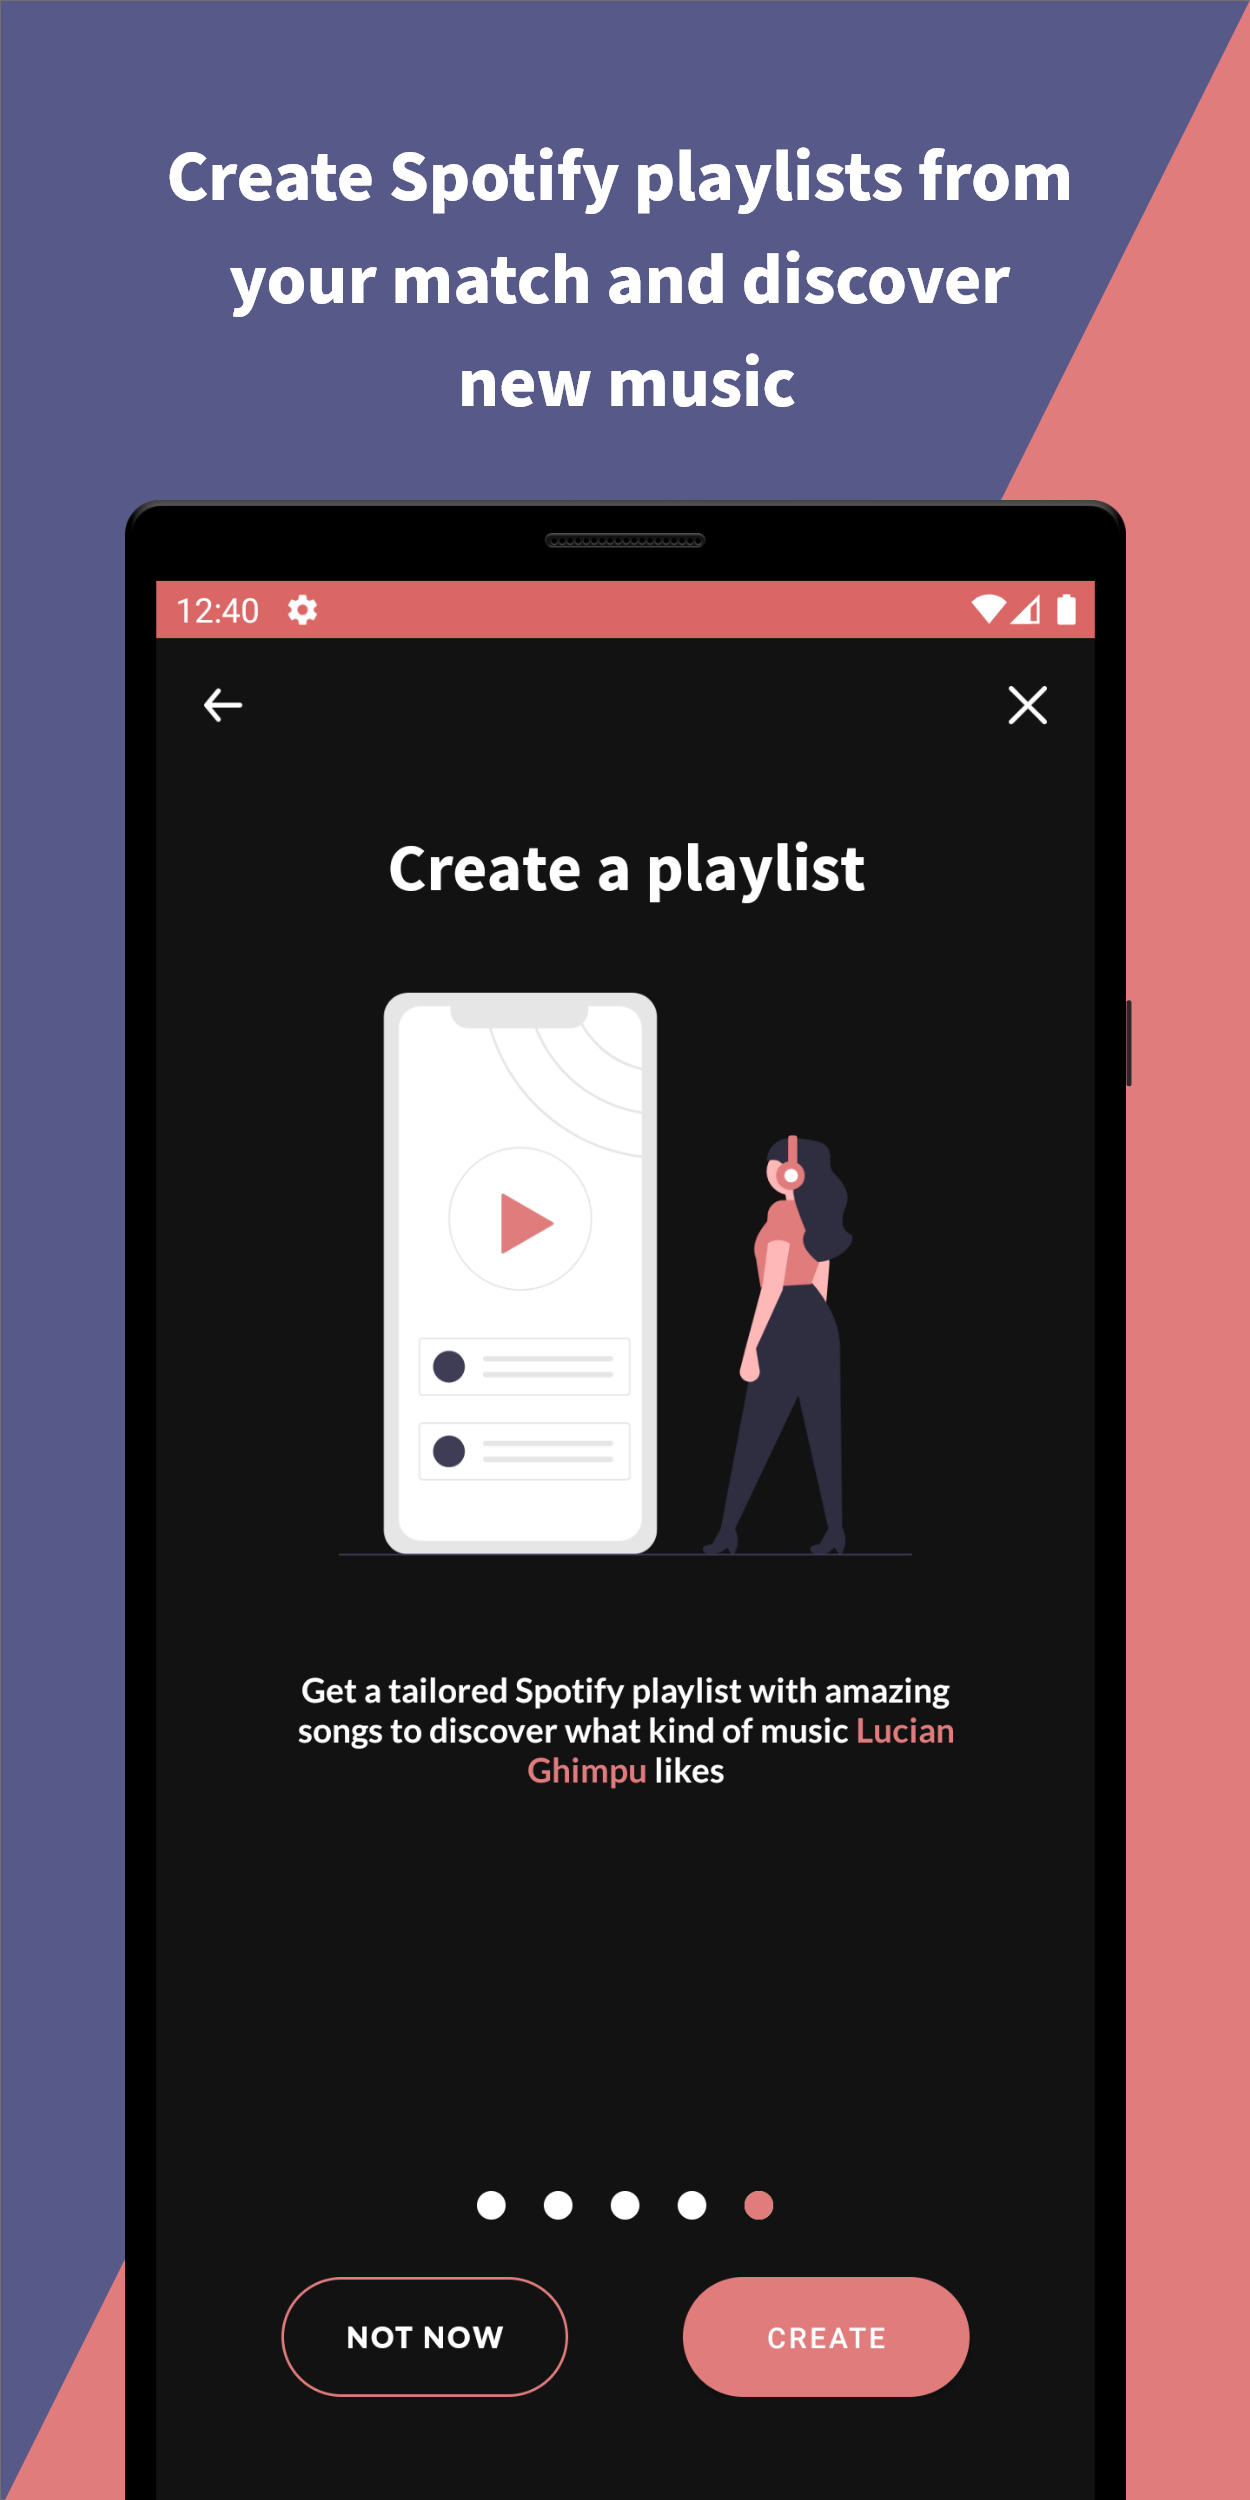 Create Spotify playlists from
your match and discover
new music
12:40
Create a playlist
Get a tailored Spotify playlist with amazing
songs to discover what kind of music Lucian
Ghimpu likes
NOT NOW
CREATE